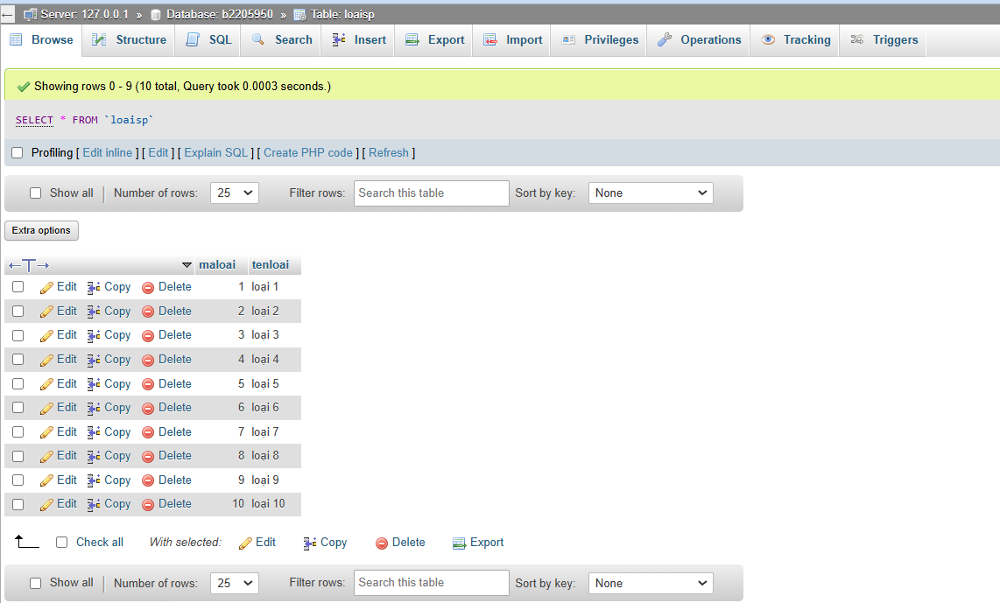 Server: 127.0.0.1 » Database: b2205950 » Table: loaisp
Browse Structure SQL Search Insert Export Import Privileges Operations Tracking Triggers
Showing rows 0 - 9 (10 total, Query took 0.0003 seconds.)
SELECT * FROM `loaisp`
Profiling [ Edit inline ] [ Edit ] [ Explain SQL ] [ Create PHP code ] [ Refresh ]
Show all | Number of rows: 25 Filter rows: Search this table Sort by key: None
Extra options
←T→ maloai tenloai
Edit Copy Delete 1 loại 1
Edit Copy Delete 2 loại 2
Edit Copy Delete 3 loại 3
Edit Copy Delete 4 loại 4
Edit Copy Delete 5 loại 5
Edit Copy Delete 6 loại 6
Edit Copy Delete 7 loại 7
Edit Copy Delete 8 loại 8
Edit Copy Delete 9 loại 9
Edit Copy Delete 10 loại 10
Check all With selected: Edit Copy Delete Export
Show all | Number of rows: 25 Filter rows: Search this table Sort by key: None